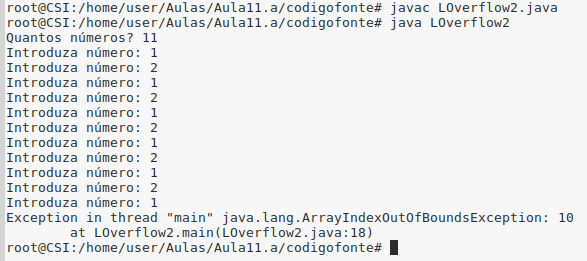 root@CSI:/home/user/Aulas/Aula11.a/codigofonte# javac LOverflow2.java
root@CSI:/home/user/Aulas/Aula11.a/codigofonte# java LOverflow2
Quantos números? 11
Introduza número: 1
Introduza número: 2
Introduza número: 1
Introduza número: 2
Introduza número: 1
Introduza número: 2
Introduza número: 1
Introduza número: 2
Introduza número: 2
Introduza número: 1
Exception in thread "main" java.lang.ArrayIndexOutOfBoundsException: 10
        at LOverflow2.main(LOverflow2.java:18)
root@CSI:/home/user/Aulas/Aula11.a/codigofonte#